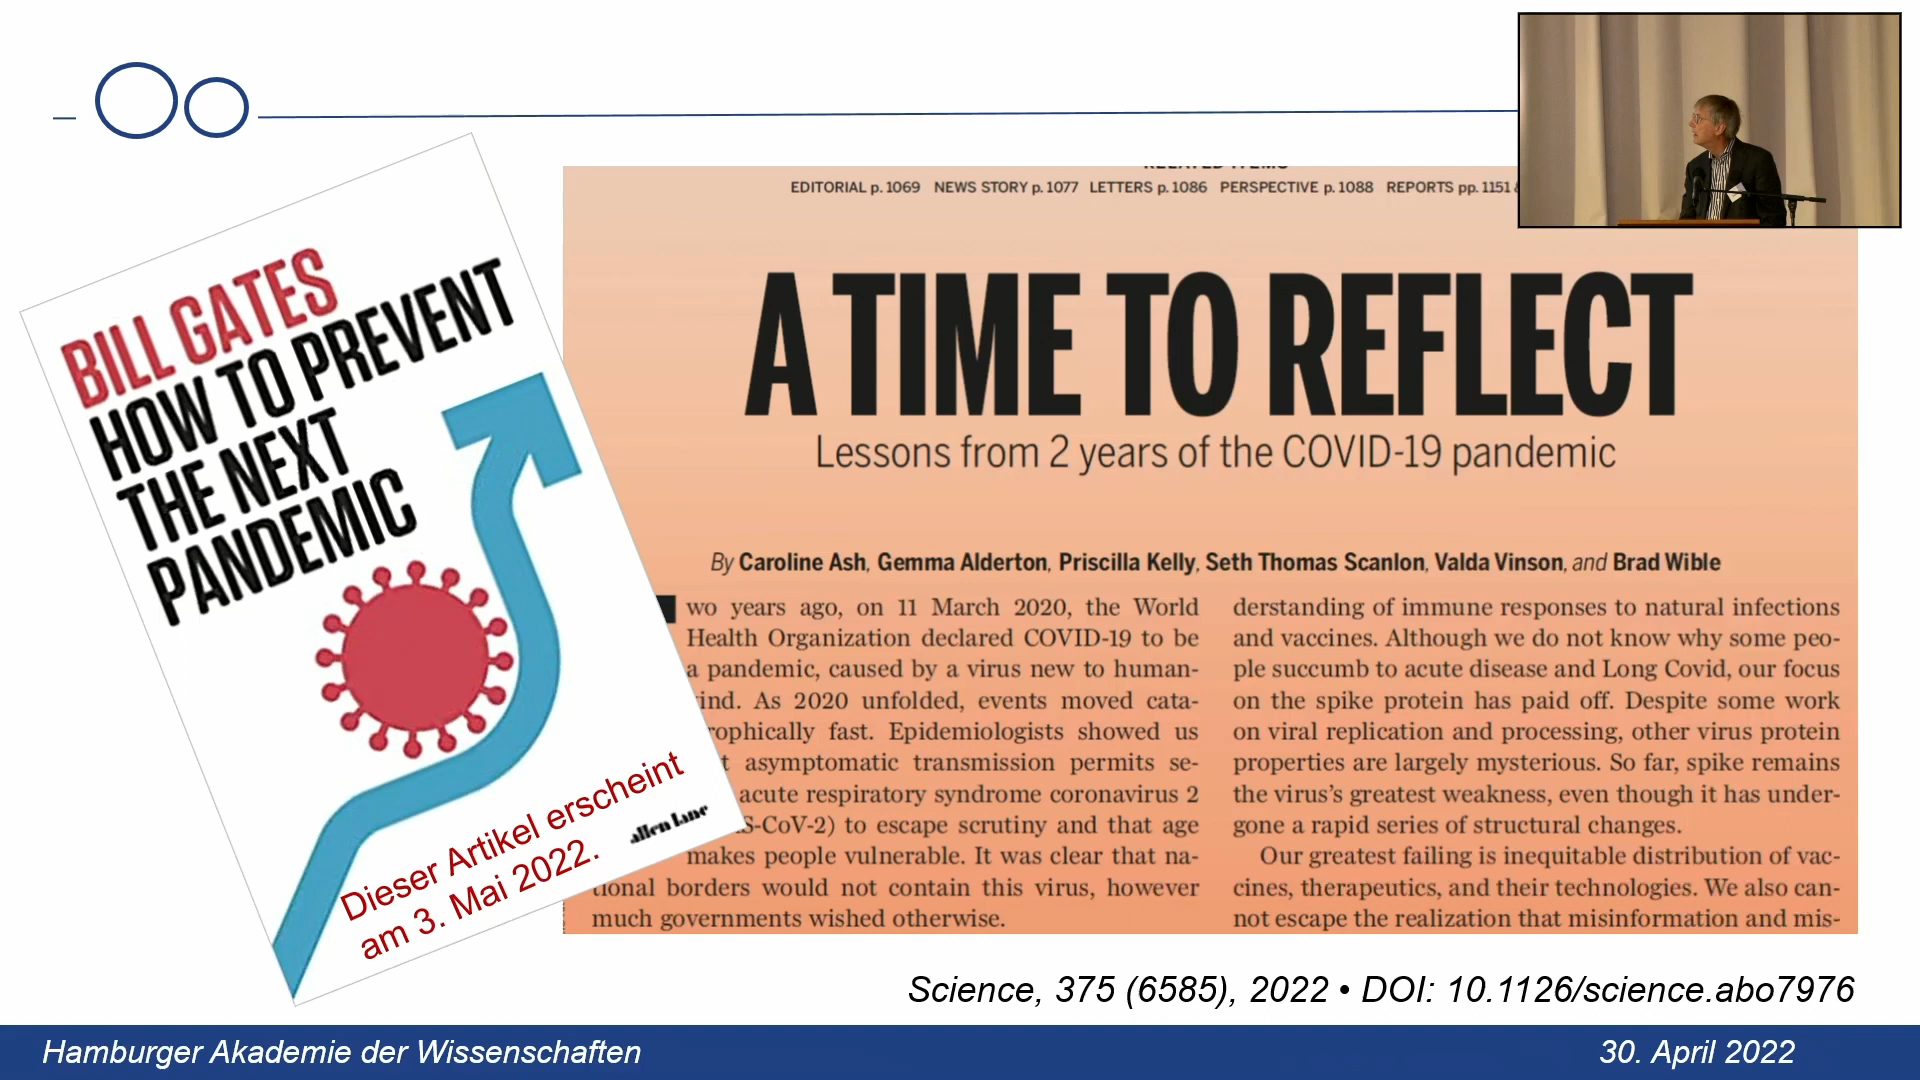 BILL GATES
HOW TO PREVENT
THE NEXT
PANDEMIC
Dieser Artikel erscheint
am 3. Mai 2022.
allen lane
RELATED ITEMS
EDITORIAL p. 1069 NEWS STORY p. 1077 LETTERS p. 1086 PERSPECTIVE p. 1088 REPORTS pp. 1151
A TIME TO REFLECT
Lessons from 2 years of the COVID-19 pandemic
By Caroline Ash, Gemma Alderton, Priscilla Kelly, Seth Thomas Scanlon, Valda Vinson, and Brad Wible
wo years ago, on 11 March 2020, the World
Health Organization declared COVID-19 to be
a pandemic, caused by a virus new to human-
ind. As 2020 unfolded, events moved cata-
rophically fast. Epidemiologists showed us
t asymptomatic transmission permits se-
acute respiratory syndrome coronavirus 2
S-CoV-2) to escape scrutiny and that age
makes people vulnerable. It was clear that na-
tional borders would not contain this virus, however
much governments wished otherwise.
derstanding of immune responses to natural infections
and vaccines. Although we do not know why some peo-
ple succumb to acute disease and Long Covid, our focus
on the spike protein has paid off. Despite some work
on viral replication and processing, other virus protein
properties are largely mysterious. So far, spike remains
the virus’s greatest weakness, even though it has under-
gone a rapid series of structural changes.
Our greatest failing is inequitable distribution of vac-
cines, therapeutics, and their technologies. We also can-
not escape the realization that misinformation and mis-
Science, 375 (6585), 2022 • DOI: 10.1126/science.abo7976
Hamburger Akademie der Wissenschaften
30. April 2022